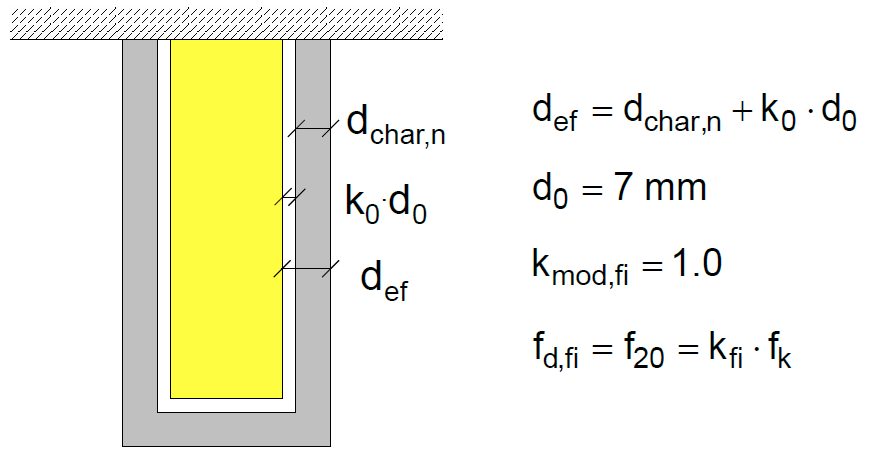 d_char,n
k_0·d_0
d_ef
d_ef = d_char,n + k_0 · d_0
d_0 = 7 mm
k_mod,fi = 1.0
f_d,fi = f_20 = k_fi · f_k